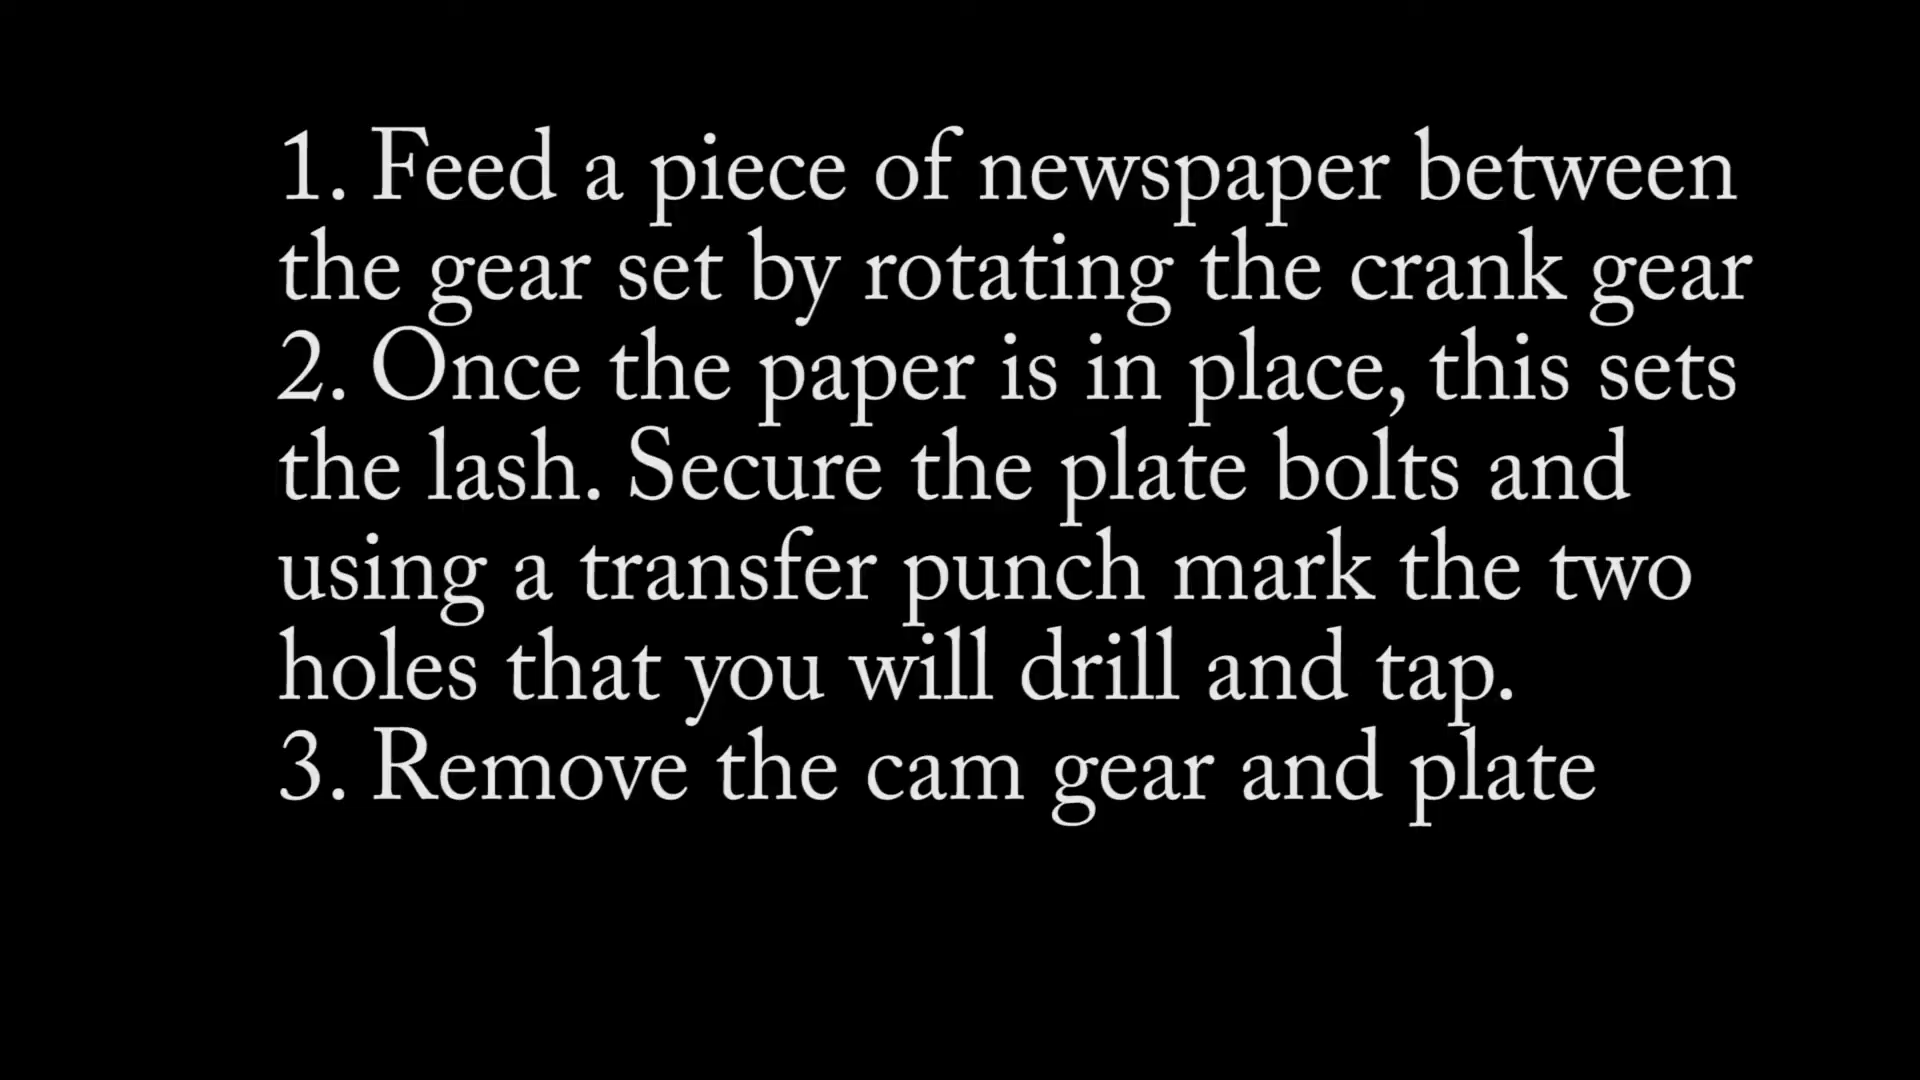 1. Feed a piece of newspaper between
the gear set by rotating the crank gear
2. Once the paper is in place, this sets
the lash. Secure the plate bolts and
using a transfer punch mark the two
holes that you will drill and tap.
3. Remove the cam gear and plate